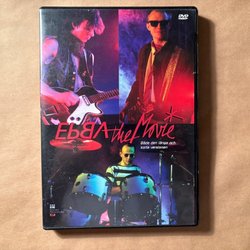 DVD
EbBA the Movie
Både den långa och
korta versionen